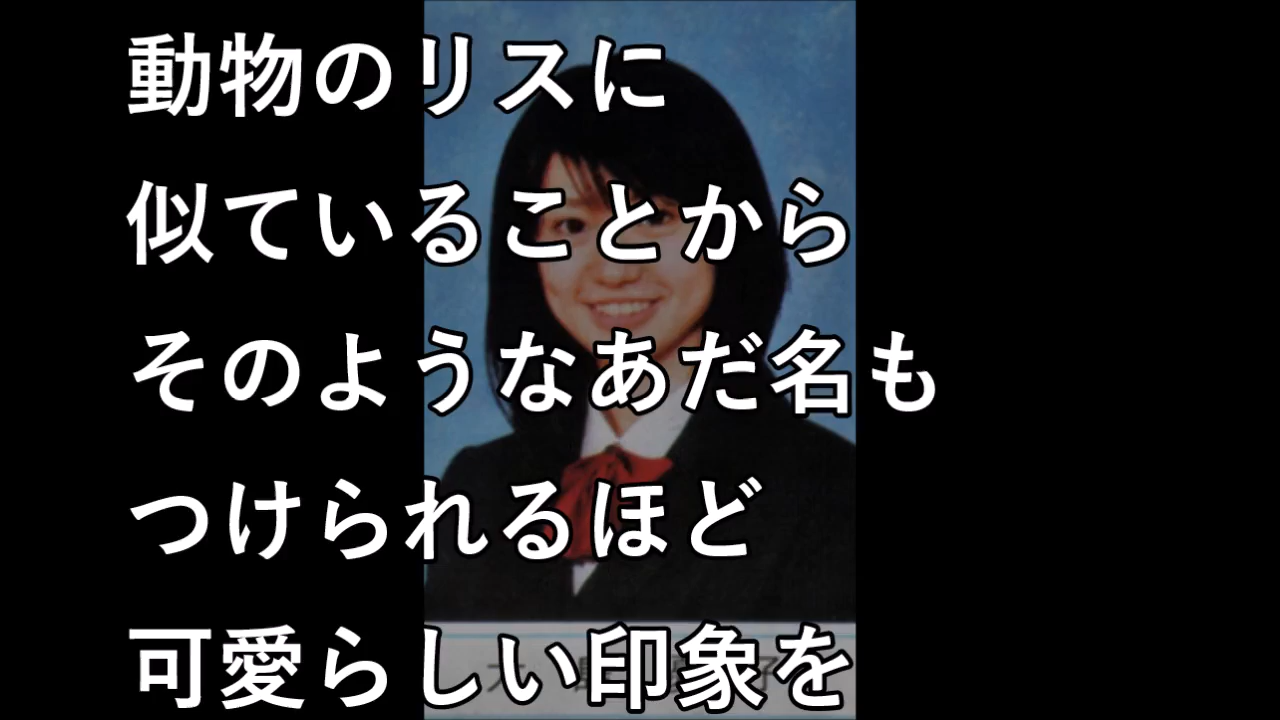 動物のリスに
似ていることから
そのようなあだ名も
つけられるほど
可愛らしい印象を